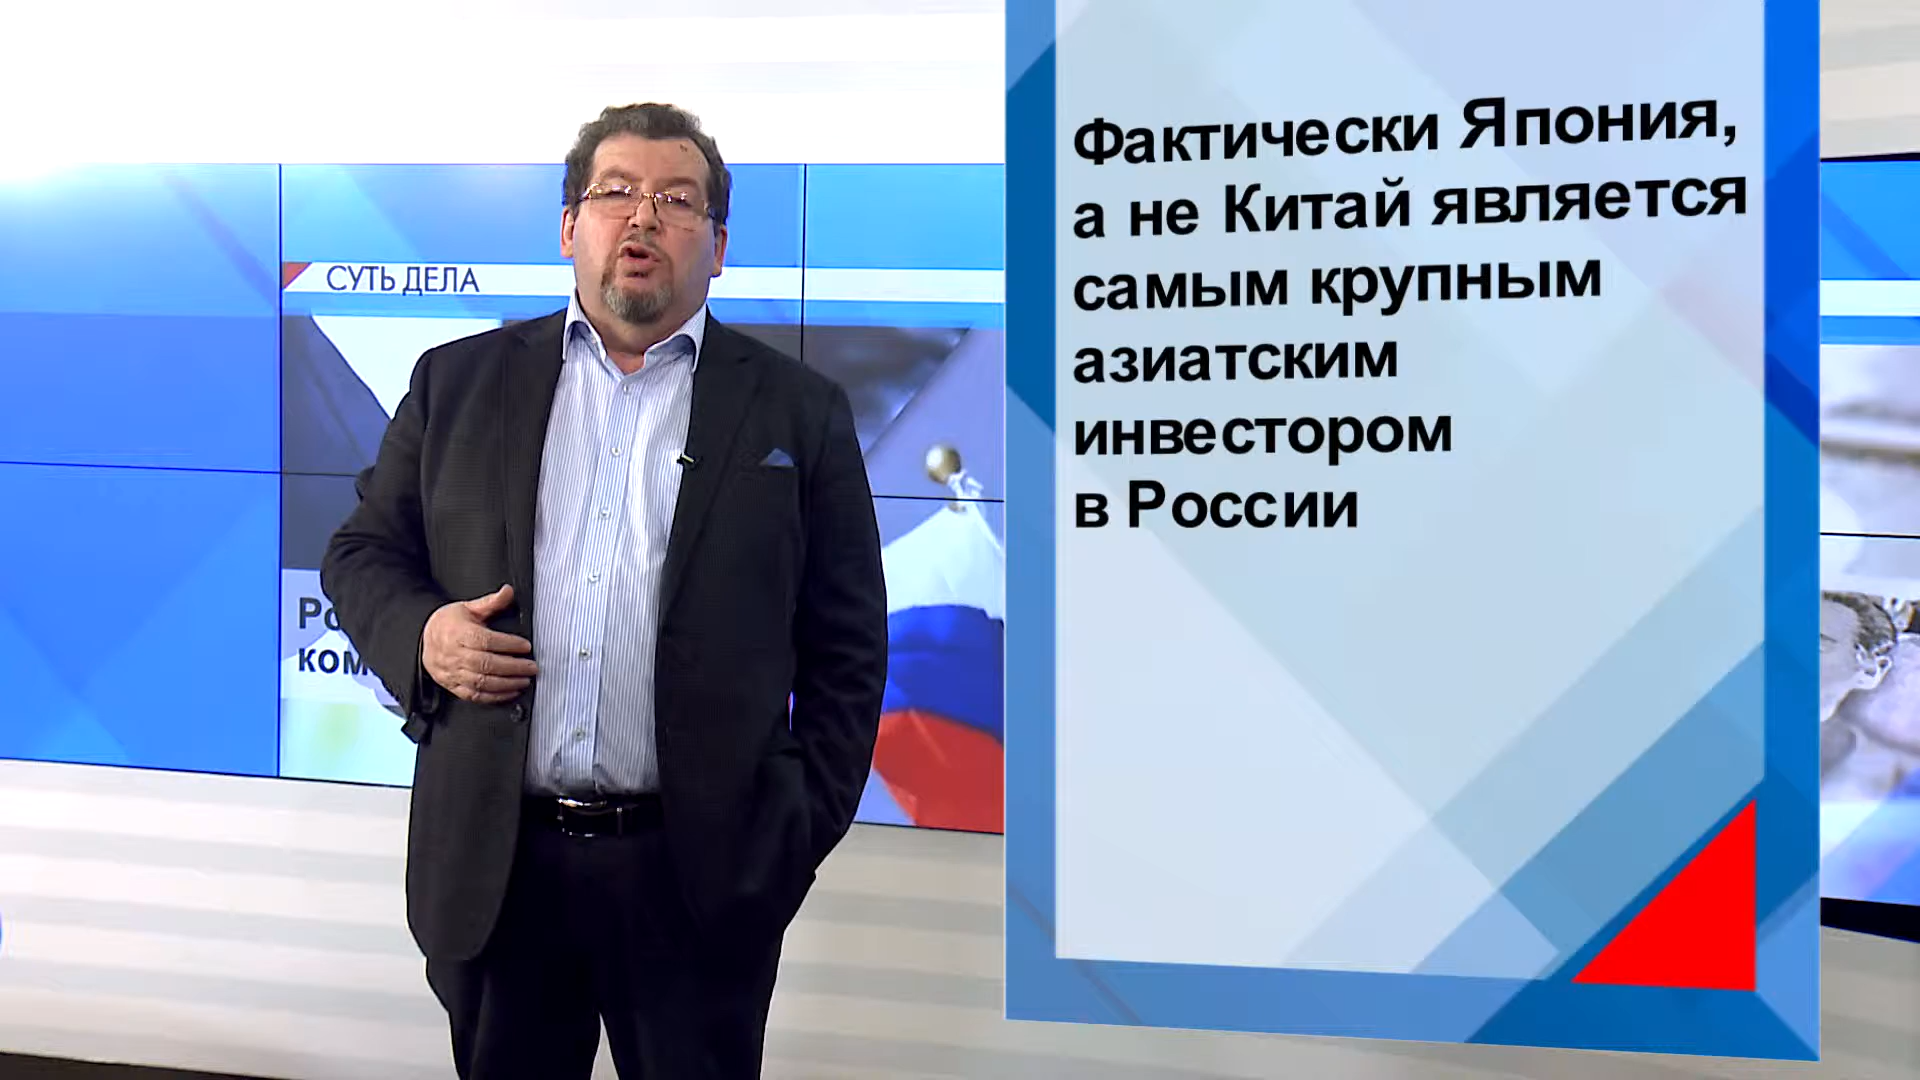 СУТЬ ДЕЛА
Фактически Япония,
а не Китай является
самым крупным
азиатским
инвестором
в России